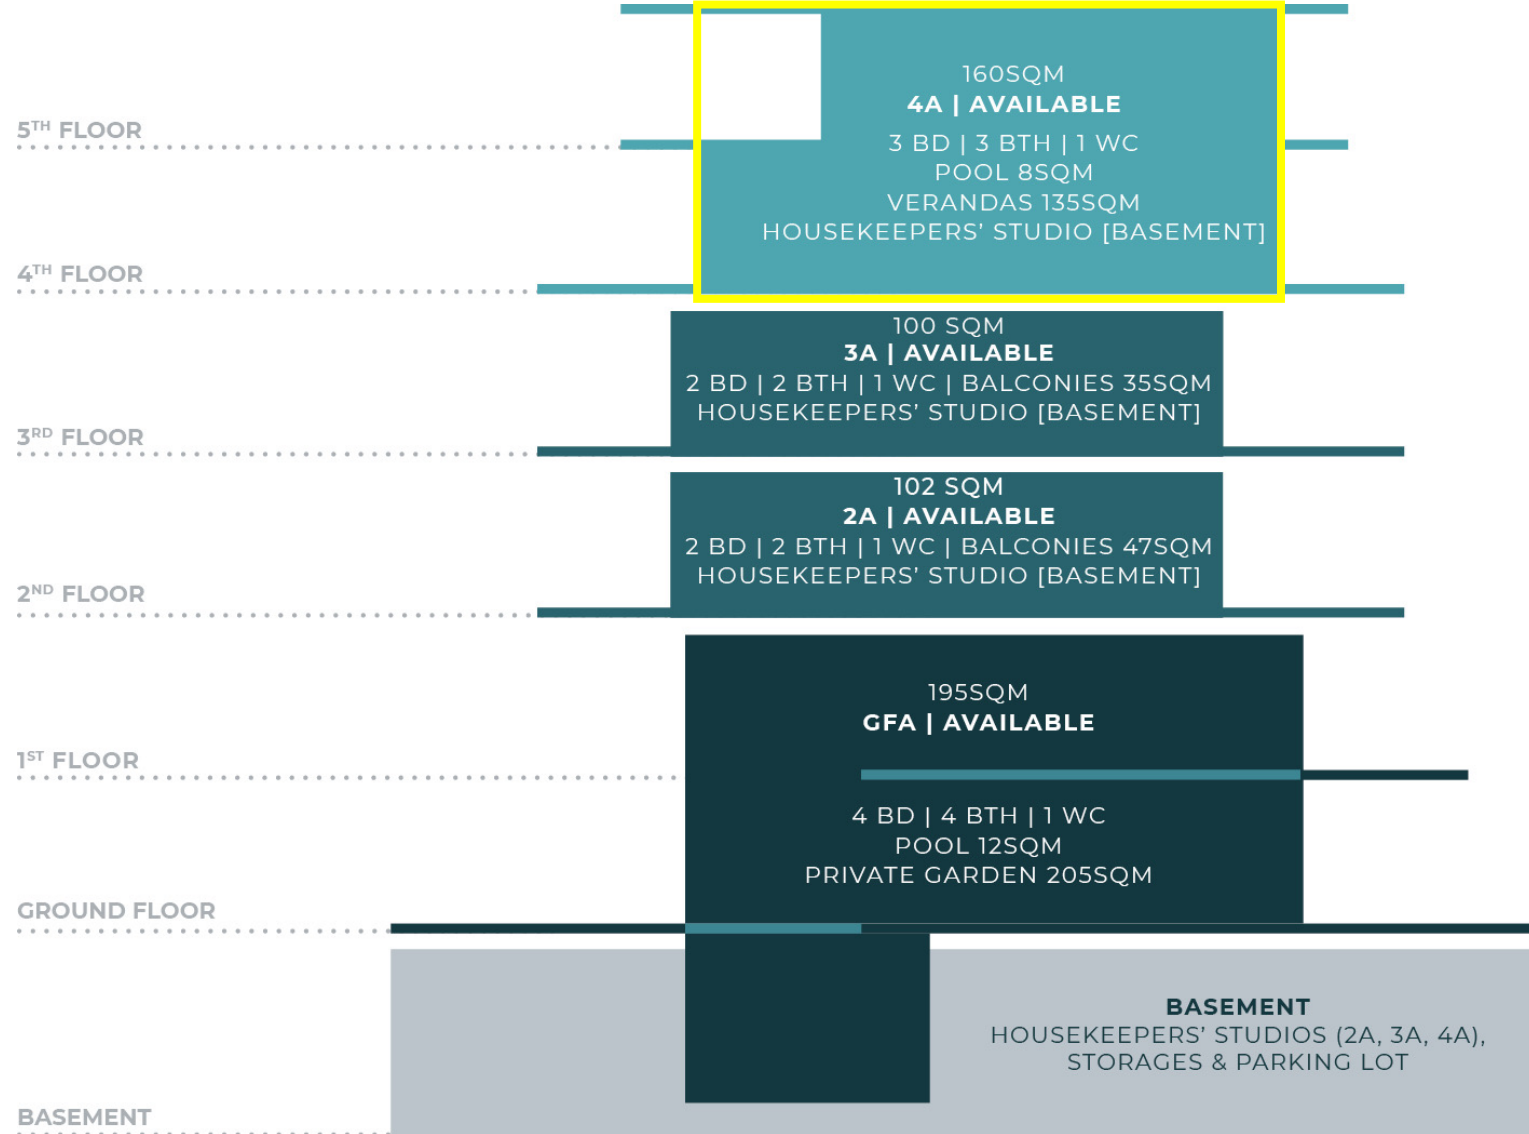 160SQM
4A | AVAILABLE
5TH FLOOR
3 BD | 3 BTH | 1 WC
POOL 8SQM
VERANDAS 135SQM
HOUSEKEEPERS’ STUDIO [BASEMENT]
4TH FLOOR
100 SQM
3A | AVAILABLE
2 BD | 2 BTH | 1 WC | BALCONIES 35SQM
HOUSEKEEPERS’ STUDIO [BASEMENT]
3RD FLOOR
102 SQM
2A | AVAILABLE
2 BD | 2 BTH | 1 WC | BALCONIES 47SQM
HOUSEKEEPERS’ STUDIO [BASEMENT]
2ND FLOOR
195SQM
GFA | AVAILABLE
1ST FLOOR
4 BD | 4 BTH | 1 WC
POOL 12SQM
PRIVATE GARDEN 205SQM
GROUND FLOOR
BASEMENT
HOUSEKEEPERS’ STUDIOS (2A, 3A, 4A),
STORAGES & PARKING LOT
BASEMENT